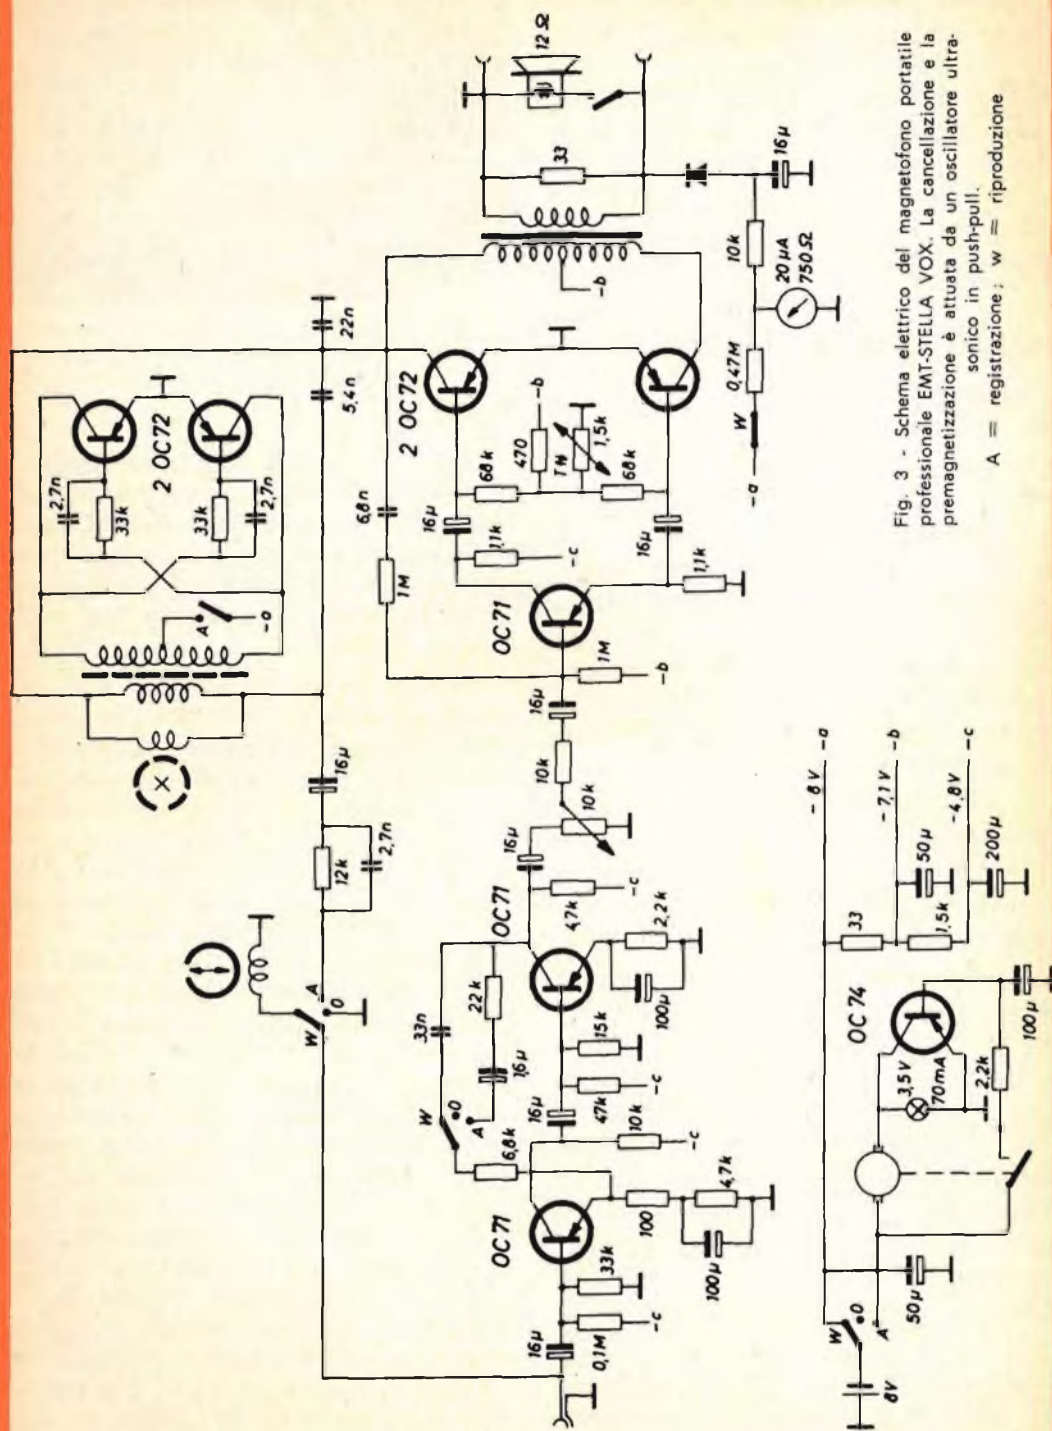 12 Ω
22n
5,4n
2 OC72
2,7n
33k
33k
2,7n
A
-a
16µ
12k
2,7n
W
A
O
33
16µ
10k
20µA
750Ω
0,47M
W
-a
-b
2 OC72
6,8n
1M
16µ
68k
470
-b
TH
1,5k
68k
16µ
1,1k
-c
1,1k
OC71
1M
-b
16µ
10k
10k
16µ
OC71
47k
-c
2,2k
100µ
33n
22k
16µ
W
O
A
6,8k
15k
47k
-c
16µ
10k
-c
OC71
100
4,7k
100µ
33k
16µ
0,1M
-c
- 8V
-a
- 7,1V
-b
- 4,8V
-c
33
50µ
1,5k
200µ
OC74
3,5V
70mA
2,2k
100µ
W
O
A
50µ
8V
Fig. 3 - Schema elettrico del magnetofono portatile
professionale EMT-STELLA VOX. La cancellazione e la
premagnetizzazione è attuata da un oscillatore ultra-
sonico in push-pull.
A = registrazione; w = riproduzione